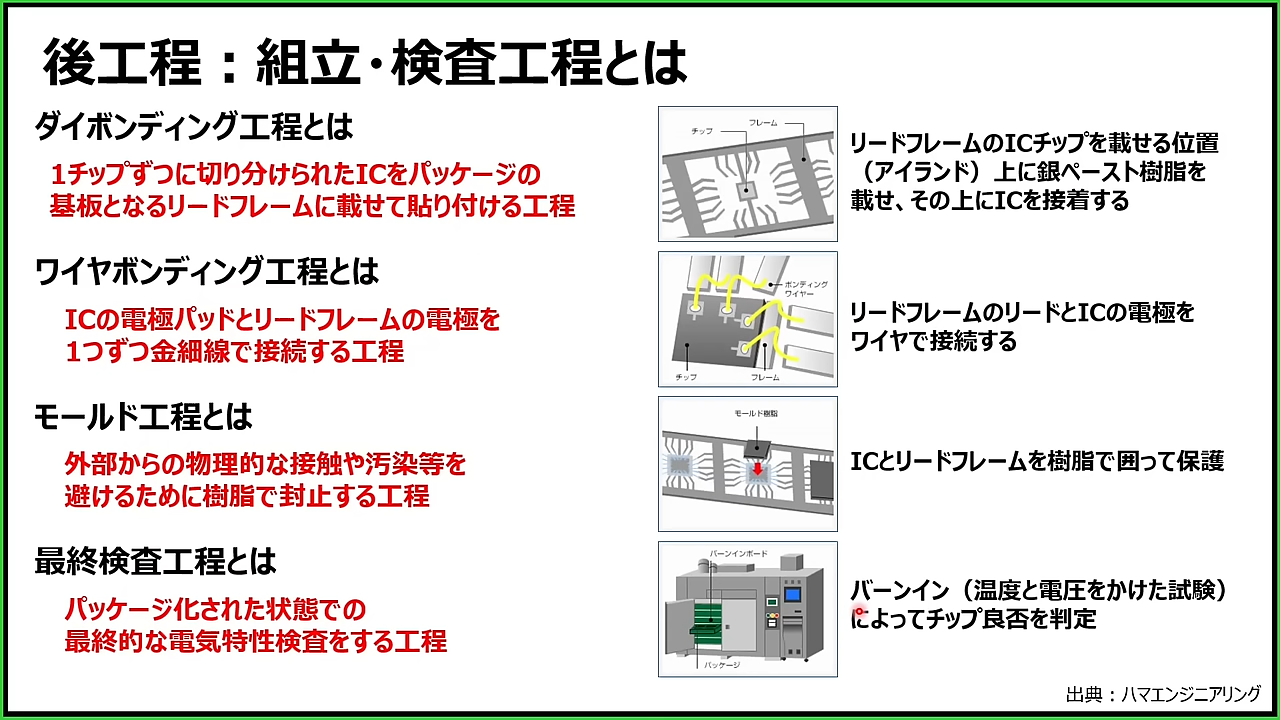 後工程：組立・検査工程とは
ダイボンディング工程とは
1チップずつに切り分けられたICをパッケージの
基板となるリードフレームに載せて貼り付ける工程
チップ
フレーム
リードフレームのICチップを載せる位置
（アイランド）上に銀ペースト樹脂を
載せ、その上にICを接着する
ワイヤボンディング工程とは
ICの電極パッドとリードフレームの電極を
1つずつ金細線で接続する工程
ボンディング
ワイヤー
チップ
フレーム
リードフレームのリードとICの電極を
ワイヤで接続する
モールド工程とは
外部からの物理的な接触や汚染等を
避けるために樹脂で封止する工程
モールド樹脂
ICとリードフレームを樹脂で囲って保護
最終検査工程とは
パッケージ化された状態での
最終的な電気特性検査をする工程
バーンインボード
パッケージ
バーンイン（温度と電圧をかけた試験）
によってチップ良否を判定
出典：ハマエンジニアリング